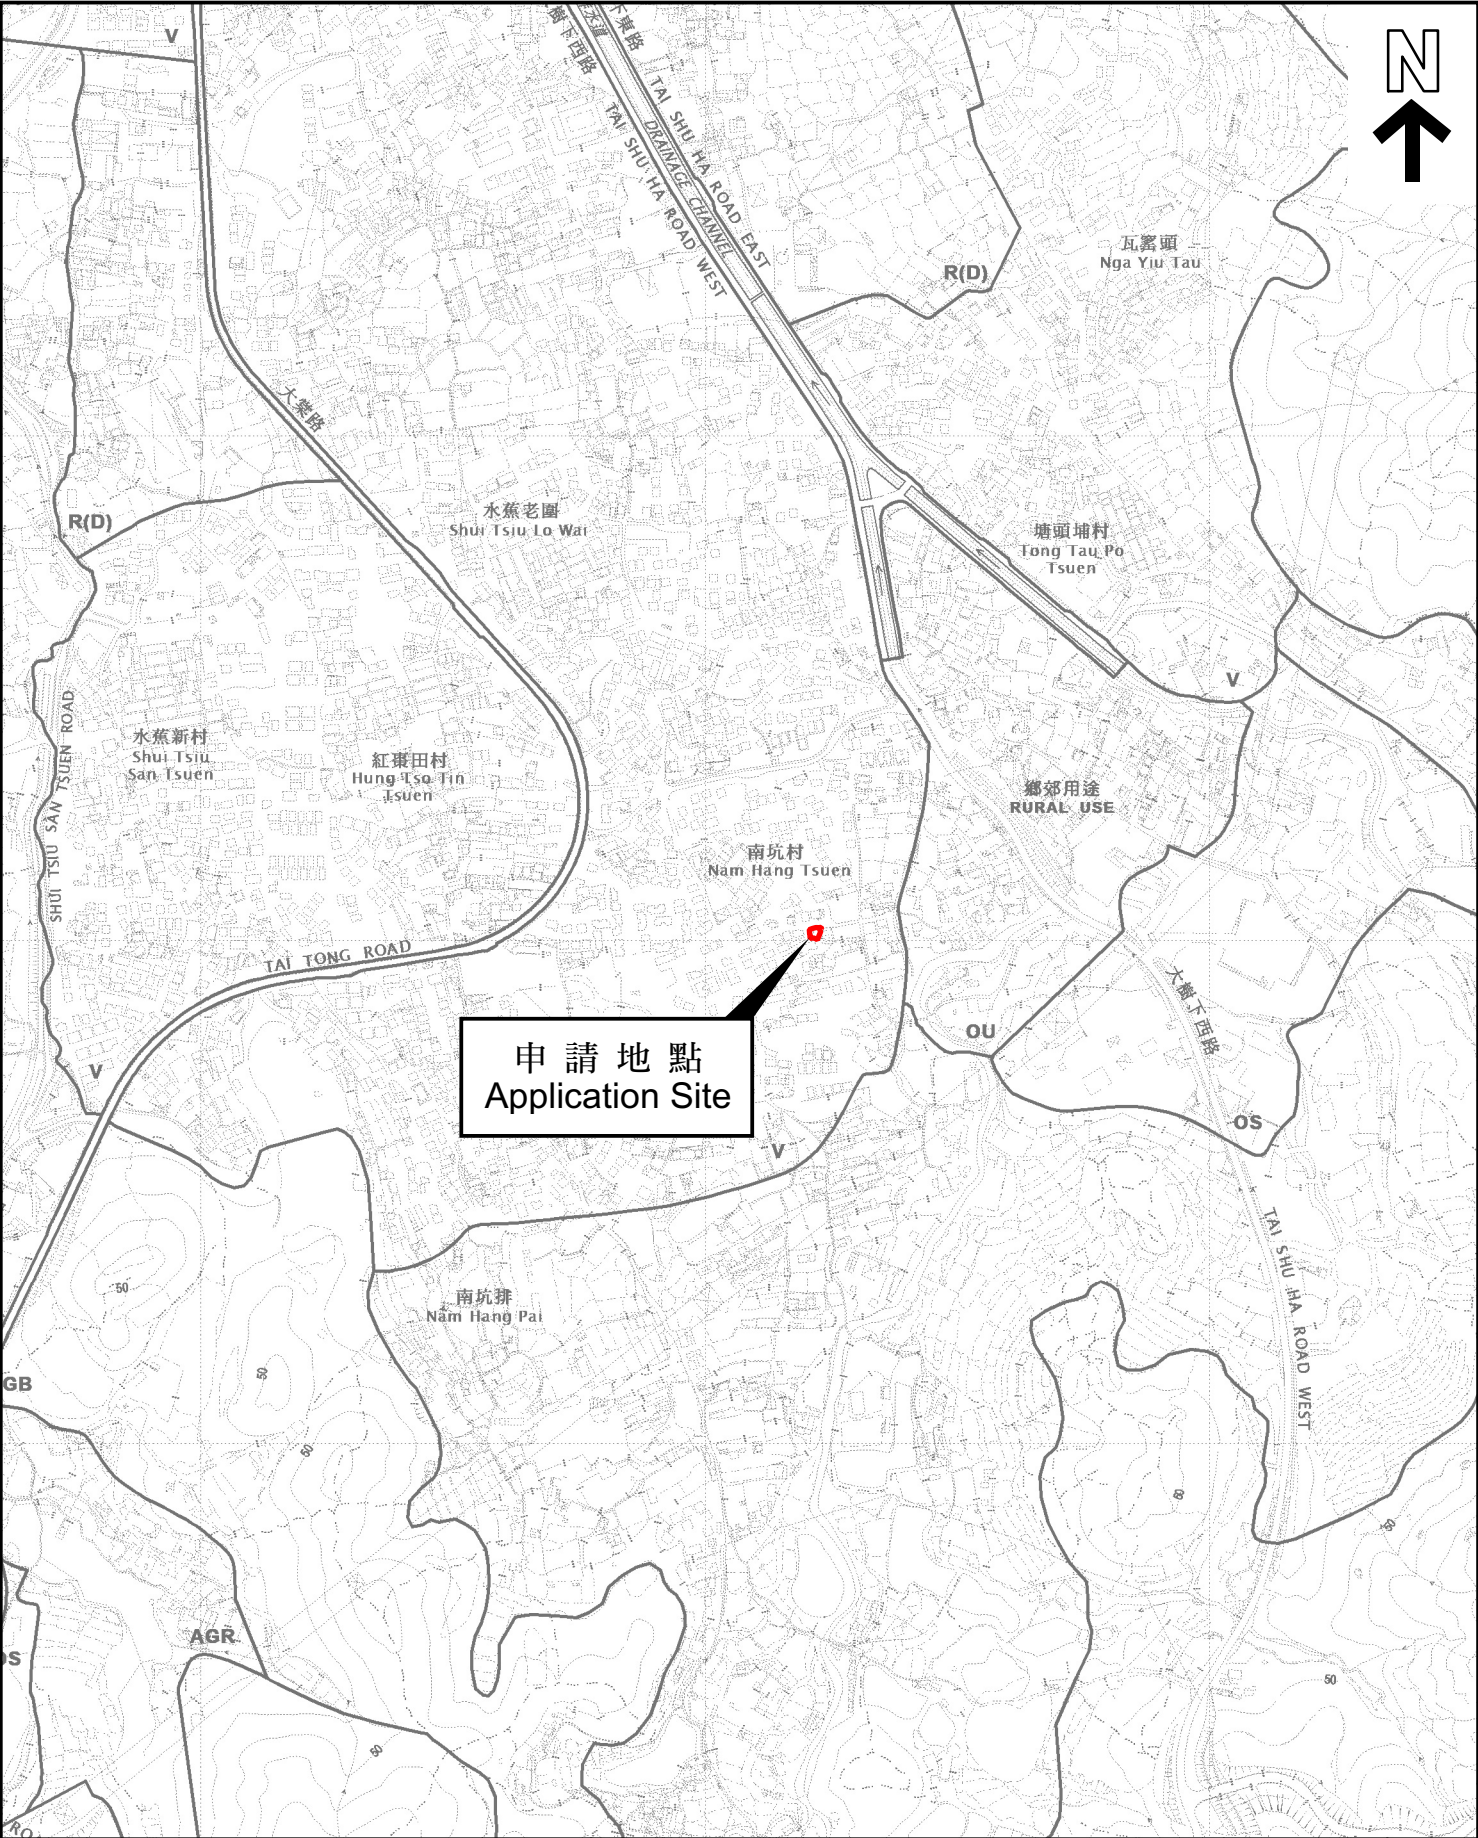 V
樹下西路
下東路
TAI SHU HA ROAD EAST
DRAINAGE CHANNEL
TAI SHU HA ROAD WEST
N
瓦窰頭
Nga Yiu Tau
R(D)
大棠路
R(D)
水蕉老圍
Shui Tsiu Lo Wai
塘頭埔村
Tong Tau Po
Tsuen
V
SHUI TSIU SAN TSUEN ROAD
水蕉新村
Shui Tsiu
San Tsuen
紅棗田村
Hung Tso Tin
Tsuen
鄉郊用途
RURAL USE
南坑村
Nam Hang Tsuen
TAI TONG ROAD
大樹下西路
申請地點
Application Site
OU
V
OS
V
TAI SHU HA ROAD WEST
50
南坑排
Nam Hang Pai
50
GB
50
60
50
AGR
OS
50
50
RO